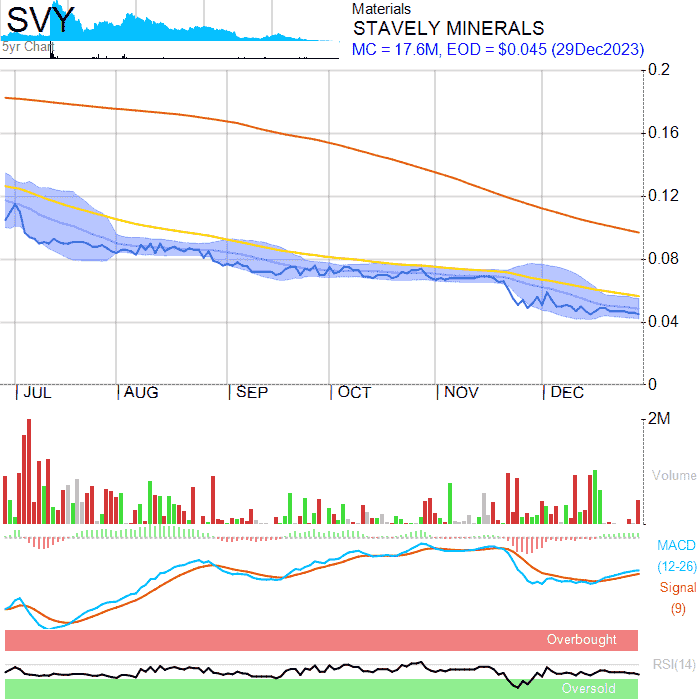 SVY
5yr Chart
Materials
STAVELY MINERALS
MC = 17.6M, EOD = $0.045 (29Dec2023)
0.2
0.16
0.12
0.08
0.04
0
JUL AUG SEP OCT NOV DEC
2M
Volume
MACD
(12-26)
Signal
(9)
Overbought
RSI(14)
Oversold